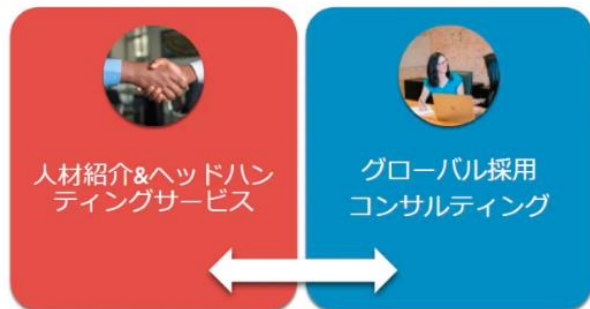 人材紹介&ヘッドハン
ティングサービス
グローバル採用
コンサルティング